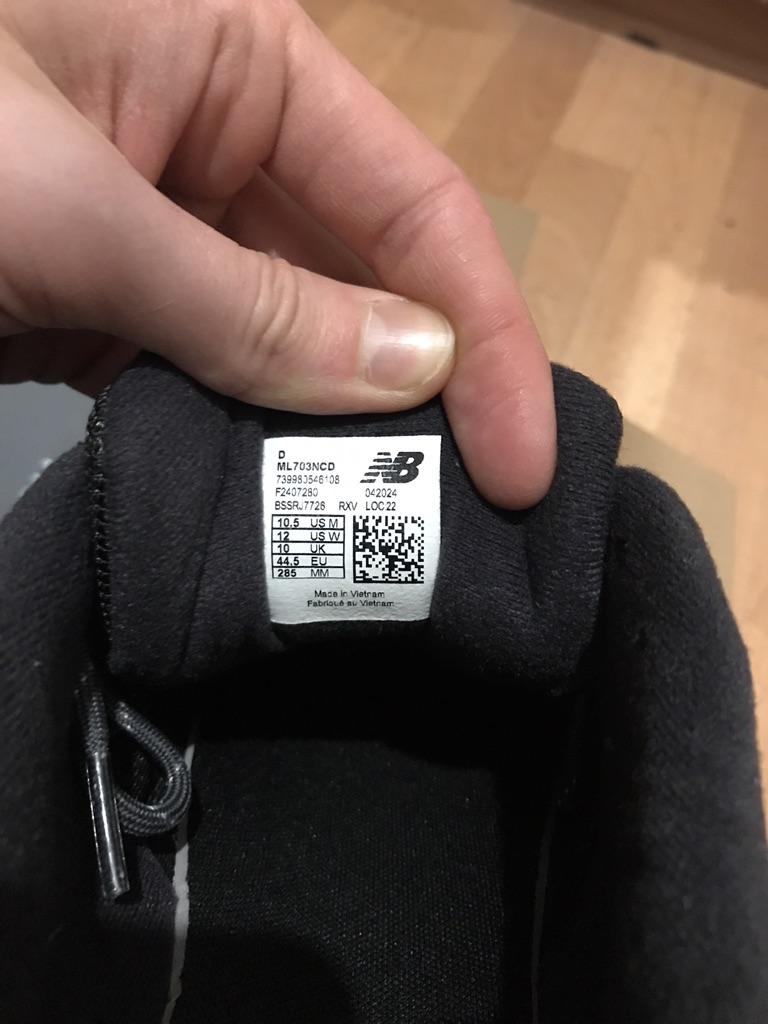 D
ML703NCD
739980546108
F2407280 042024
BSSRJ7726 RXV LOC22
NB
10.5 US M
12 US W
10 UK
44.5 EU
285 MM
Made in Vietnam
Fabriqué au Vietnam